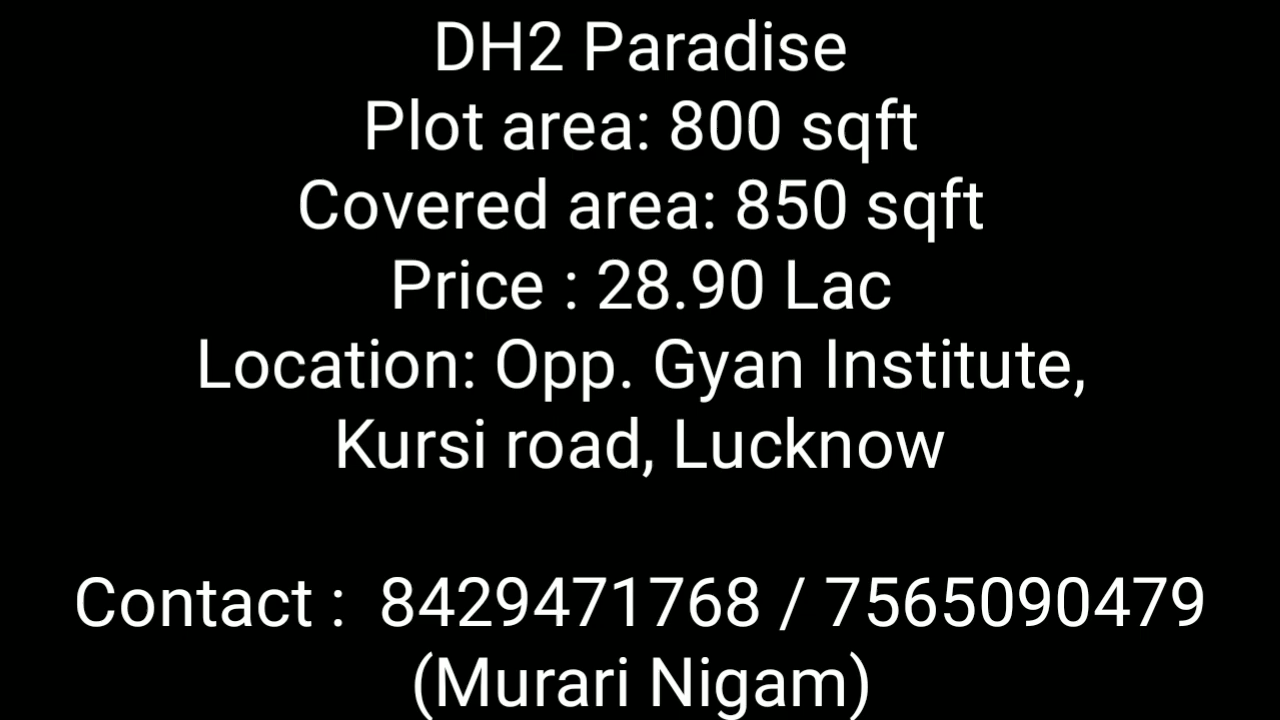 DH2 Paradise
Plot area: 800 sqft
Covered area: 850 sqft
Price : 28.90 Lac
Location: Opp. Gyan Institute,
Kursi road, Lucknow
Contact :  8429471768 / 7565090479
(Murari Nigam)